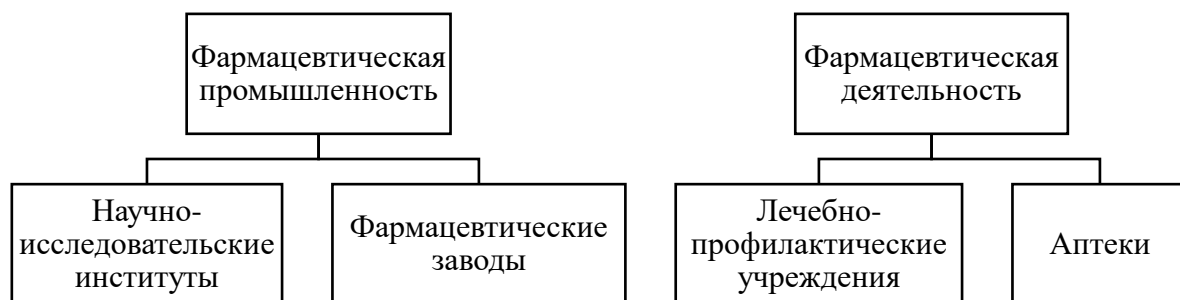 Фармацевтическая
промышленность
Фармацевтическая
деятельность
Научно-
исследовательские
институты
Фармацевтические
заводы
Лечебно-
профилактические
учреждения
Аптеки